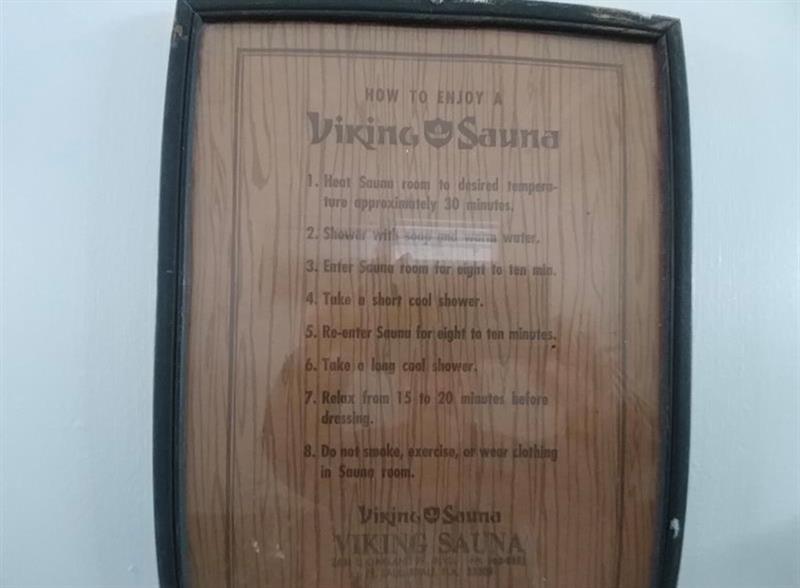 HOW TO ENJOY A
Viking Sauna
1. Heat Sauna room to desired tempera-
ture approximately 30 minutes.
2. Shower with soap and warm water.
3. Enter Sauna room for eight to ten min.
4. Take a short cool shower.
5. Re-enter Sauna for eight to ten minutes.
6. Take a long cool shower.
7. Relax from 15 to 20 minutes before
dressing.
8. Do not smoke, exercise, or wear clothing
in Sauna room.
Viking Sauna
VIKING SAUNA